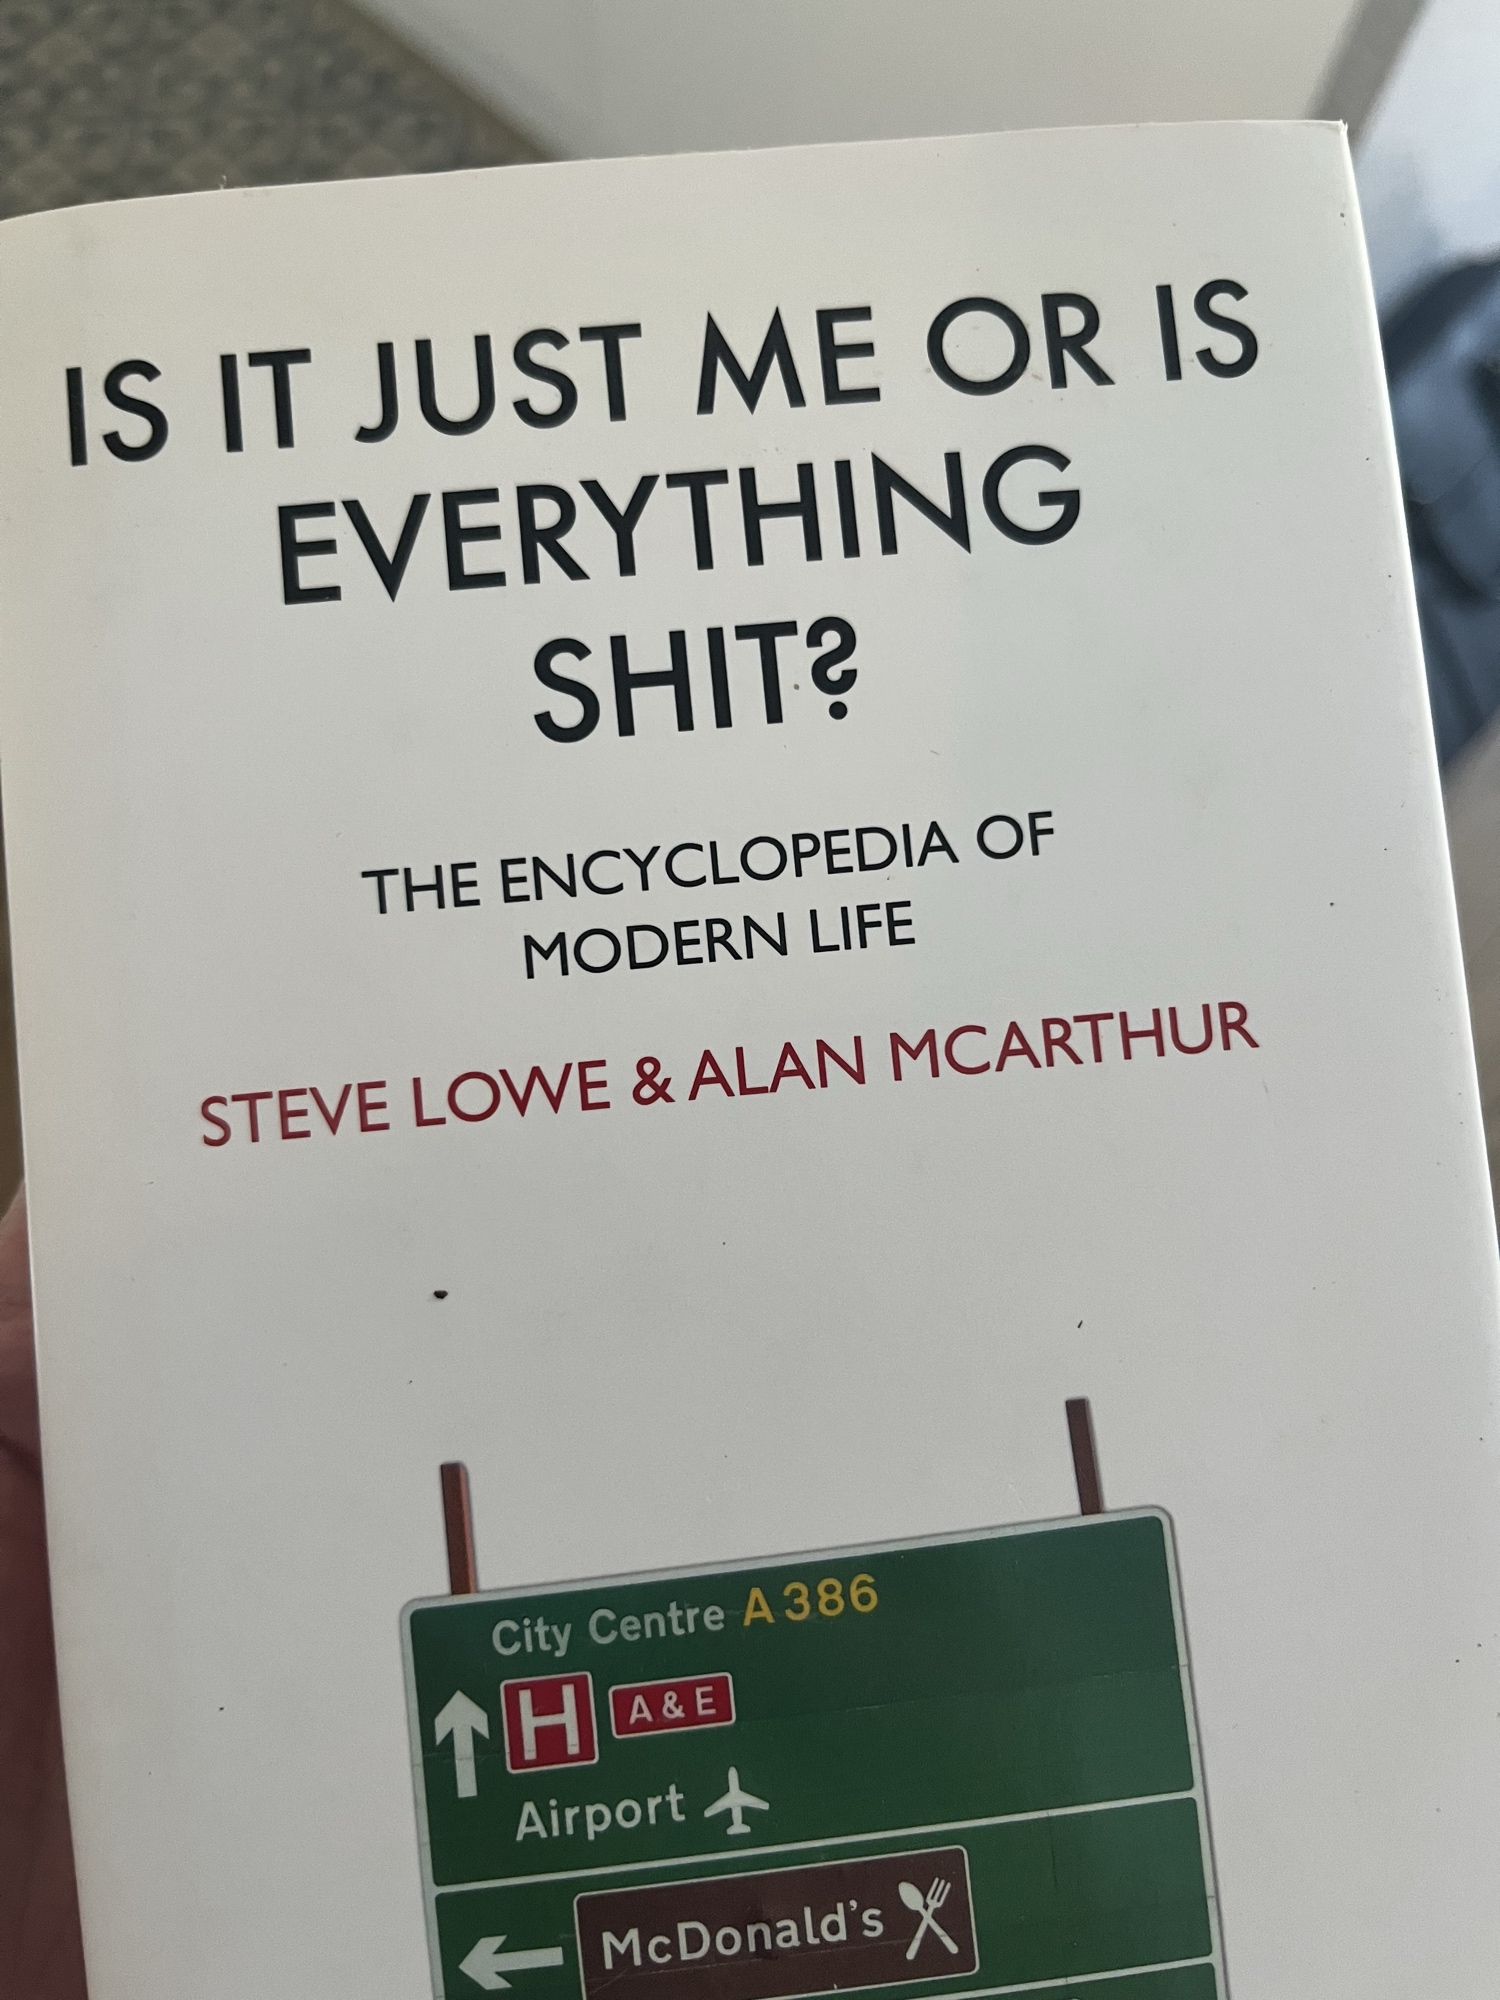 IS IT JUST ME OR IS
EVERYTHING
SHIT?
THE ENCYCLOPEDIA OF
MODERN LIFE
STEVE LOWE & ALAN MCARTHUR
City Centre A386
H A & E
Airport
McDonald's